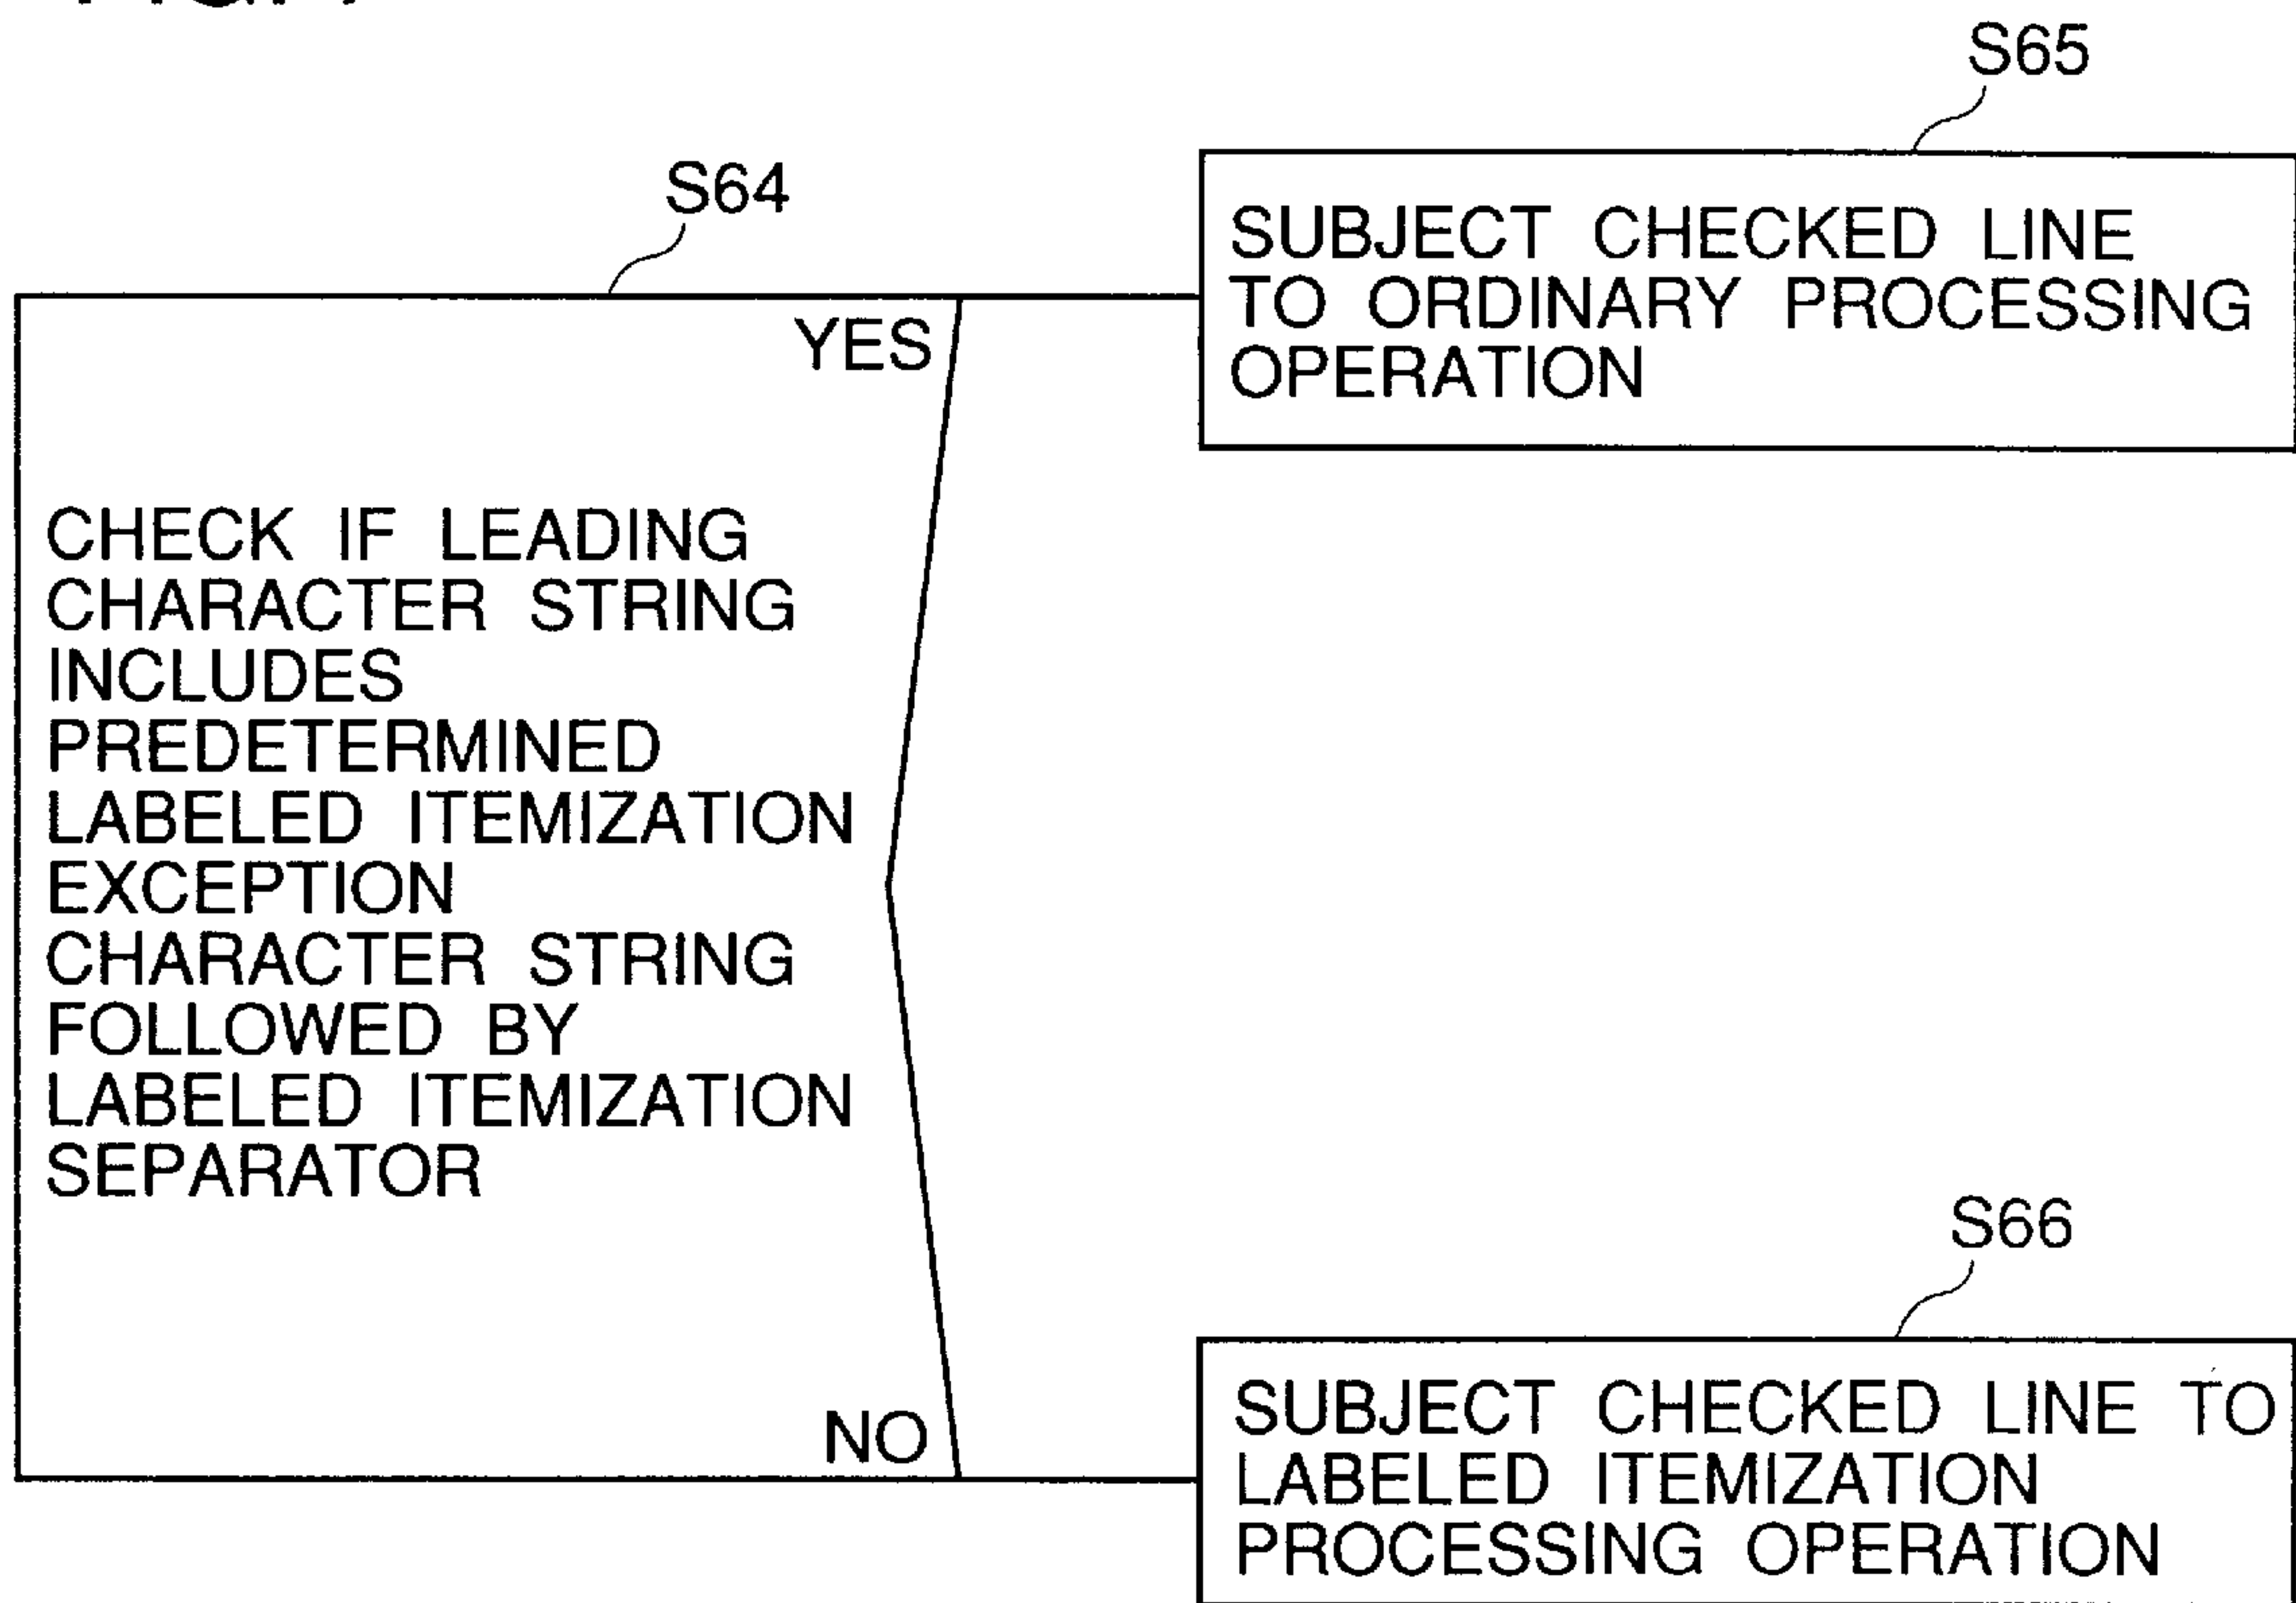 S65
S64
SUBJECT CHECKED LINE
TO ORDINARY PROCESSING
OPERATION
YES
CHECK IF LEADING
CHARACTER STRING
INCLUDES
PREDETERMINED
LABELED ITEMIZATION
EXCEPTION
CHARACTER STRING
FOLLOWED BY
LABELED ITEMIZATION
SEPARATOR
NO
S66
SUBJECT CHECKED LINE TO
LABELED ITEMIZATION
PROCESSING OPERATION